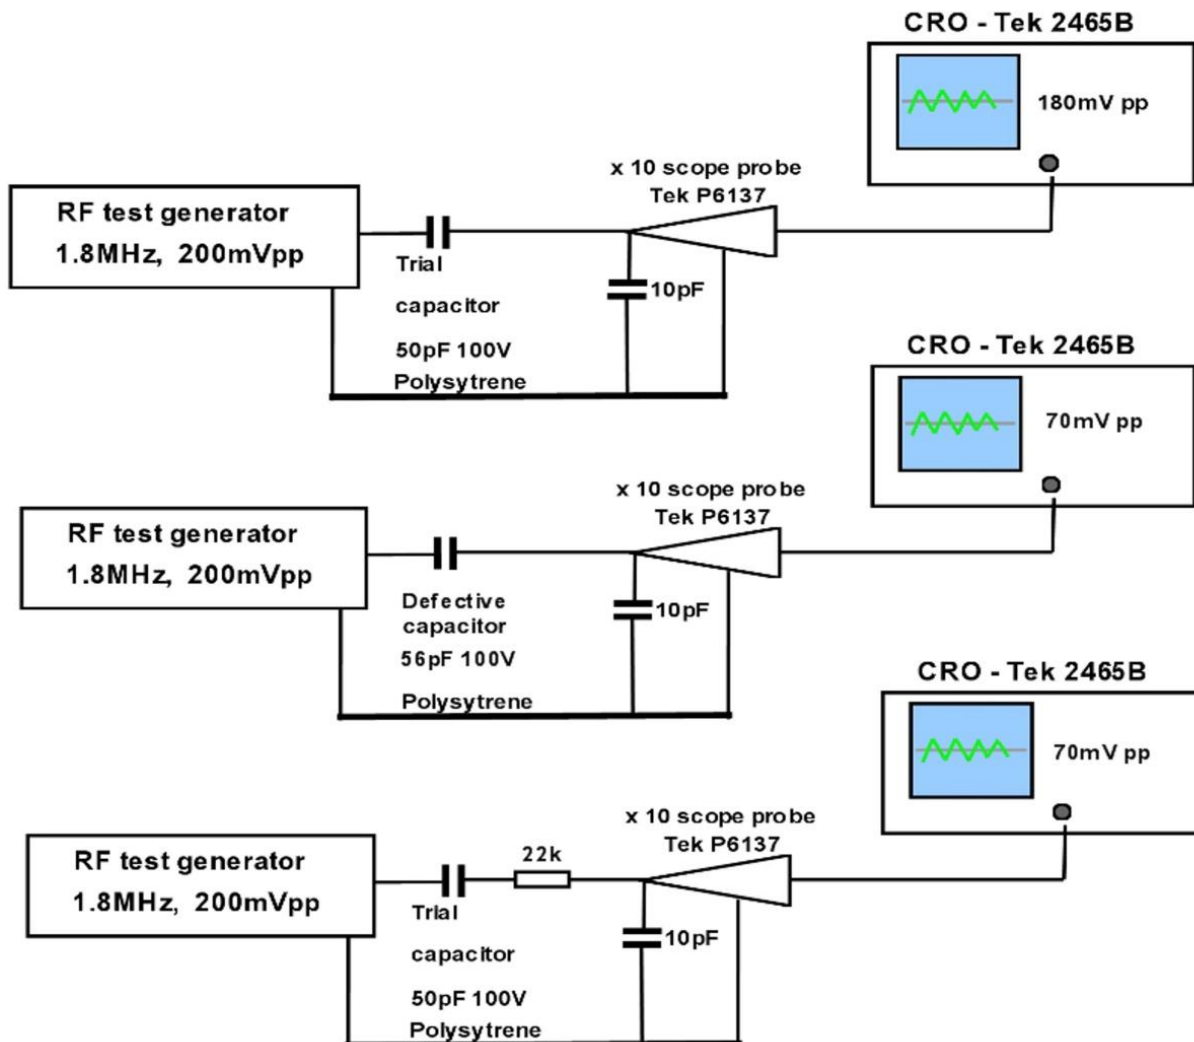 CRO - Tek 2465B
180mV pp
x 10 scope probe
Tek P6137
RF test generator
1.8MHz, 200mVpp
Trial
capacitor
50pF 100V
Polysytrene
10pF
CRO - Tek 2465B
70mV pp
x 10 scope probe
Tek P6137
RF test generator
1.8MHz, 200mVpp
Defective
capacitor
56pF 100V
Polysytrene
10pF
CRO - Tek 2465B
70mV pp
x 10 scope probe
Tek P6137
RF test generator
1.8MHz, 200mVpp
22k
Trial
capacitor
50pF 100V
Polysytrene
10pF